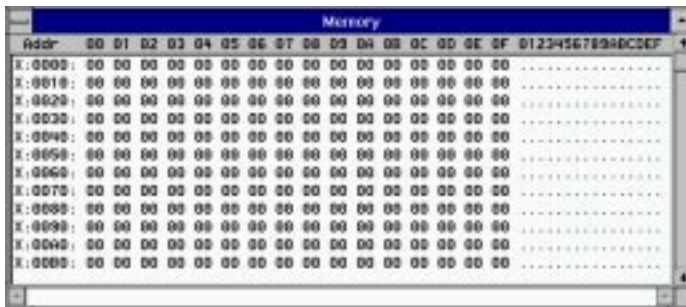 Memory
Addr 00 01 02 03 04 05 06 07 08 09 0A 0B 0C 0D 0E 0F 0123456789ABCDEF
X:0000: 00 00 00 00 00 00 00 00 00 00 00 00 00 00 00 00 ................
X:0010: 00 00 00 00 00 00 00 00 00 00 00 00 00 00 00 00 ................
X:0020: 00 00 00 00 00 00 00 00 00 00 00 00 00 00 00 00 ................
X:0030: 00 00 00 00 00 00 00 00 00 00 00 00 00 00 00 00 ................
X:0040: 00 00 00 00 00 00 00 00 00 00 00 00 00 00 00 00 ................
X:0050: 00 00 00 00 00 00 00 00 00 00 00 00 00 00 00 00 ................
X:0060: 00 00 00 00 00 00 00 00 00 00 00 00 00 00 00 00 ................
X:0070: 00 00 00 00 00 00 00 00 00 00 00 00 00 00 00 00 ................
X:0080: 00 00 00 00 00 00 00 00 00 00 00 00 00 00 00 00 ................
X:0090: 00 00 00 00 00 00 00 00 00 00 00 00 00 00 00 00 ................
X:00A0: 00 00 00 00 00 00 00 00 00 00 00 00 00 00 00 00 ................
X:00B0: 00 00 00 00 00 00 00 00 00 00 00 00 00 00 00 00 ................